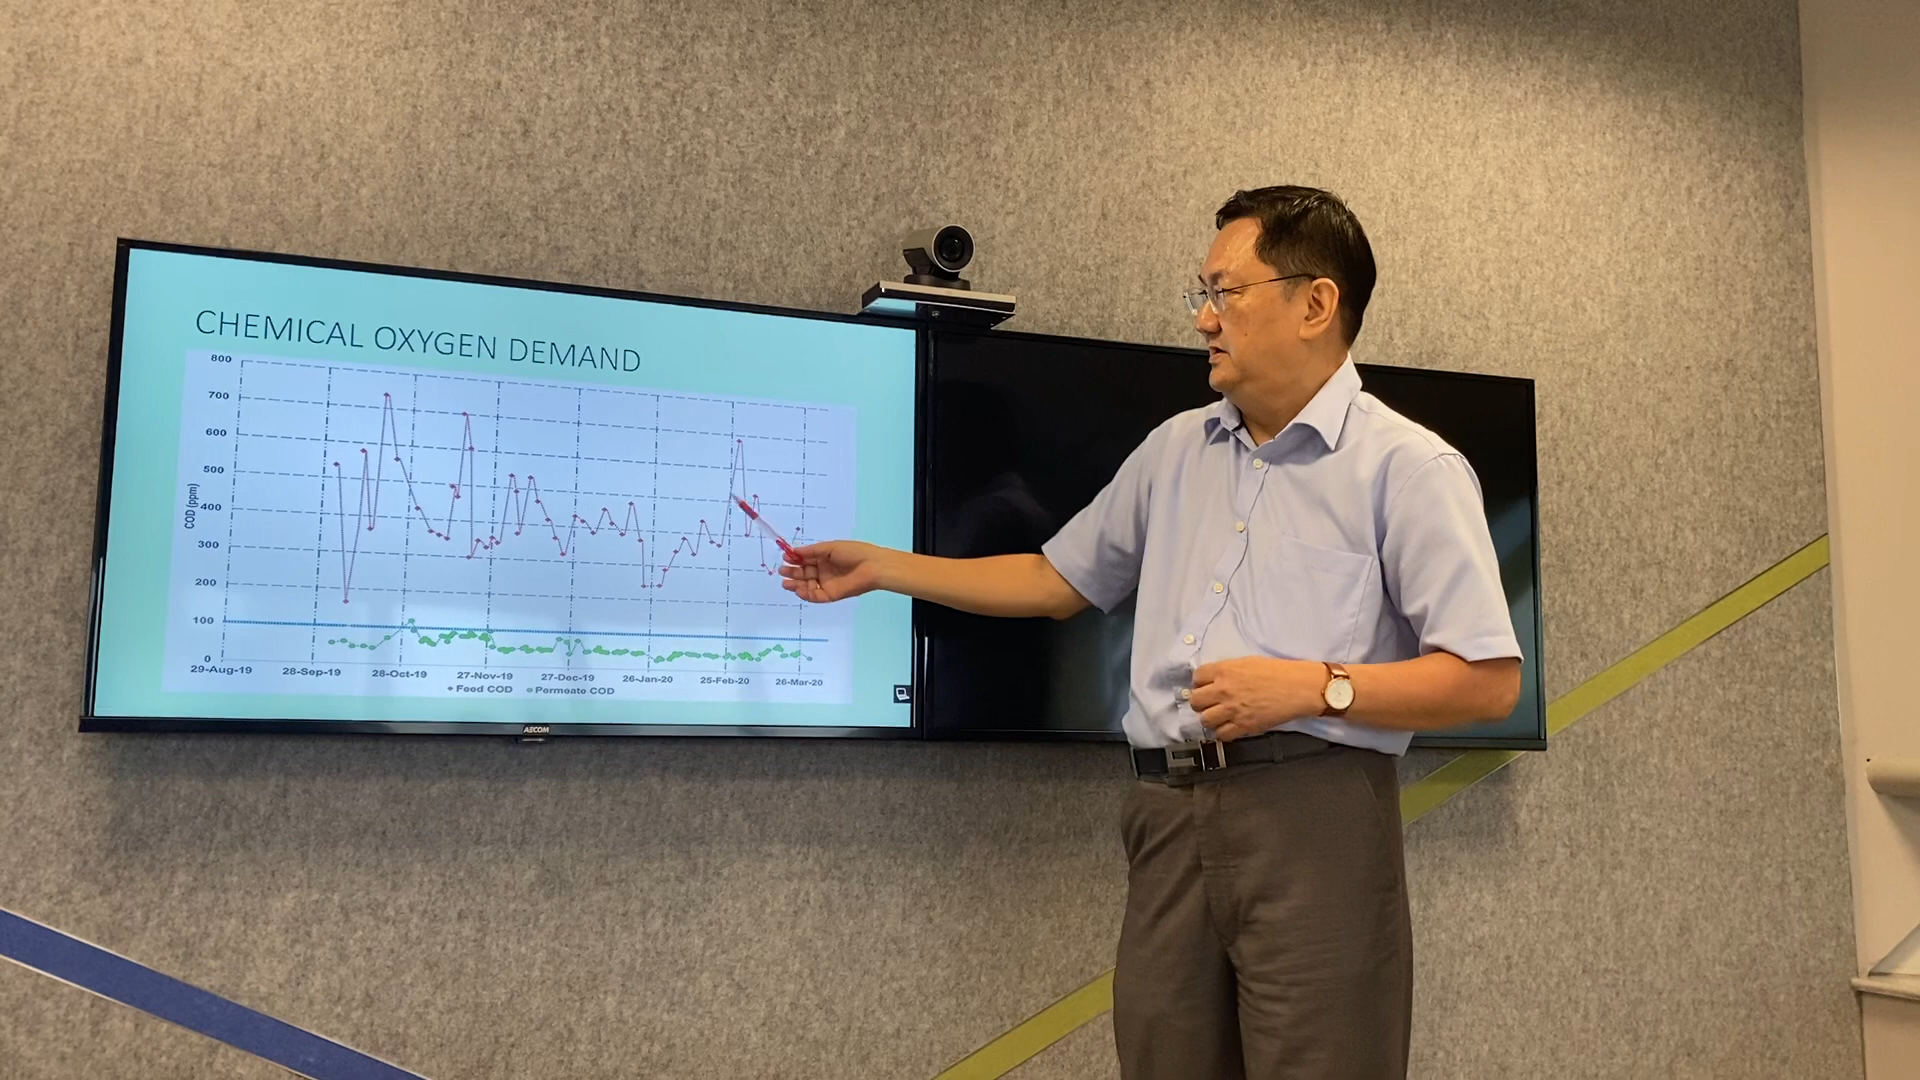 CHEMICAL OXYGEN DEMAND
800
700
600
500
400
300
200
100
0
COD (ppm)
29-Aug-19 28-Sep-19 28-Oct-19 27-Nov-19 27-Dec-19 26-Jan-20 25-Feb-20 26-Mar-20
Feed COD Permeate COD
AECOM